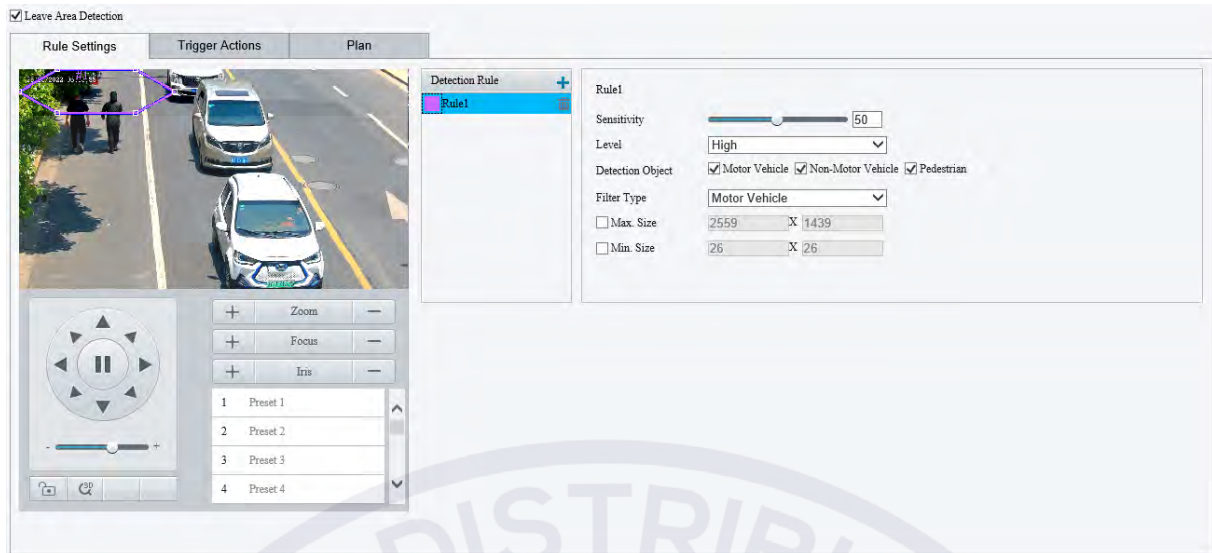 Leave Area Detection
Rule Settings Trigger Actions Plan
Detection Rule
Rule1
Rule1
Sensitivity 50
Level High
Detection Object Motor Vehicle Non-Motor Vehicle Pedestrian
Filter Type Motor Vehicle
Max. Size 2559 X 1439
Min. Size 26 X 26
+ Zoom −
+ Focus −
+ Iris −
1 Preset 1
2 Preset 2
3 Preset 3
4 Preset 4
- +
3D
DISTRIB